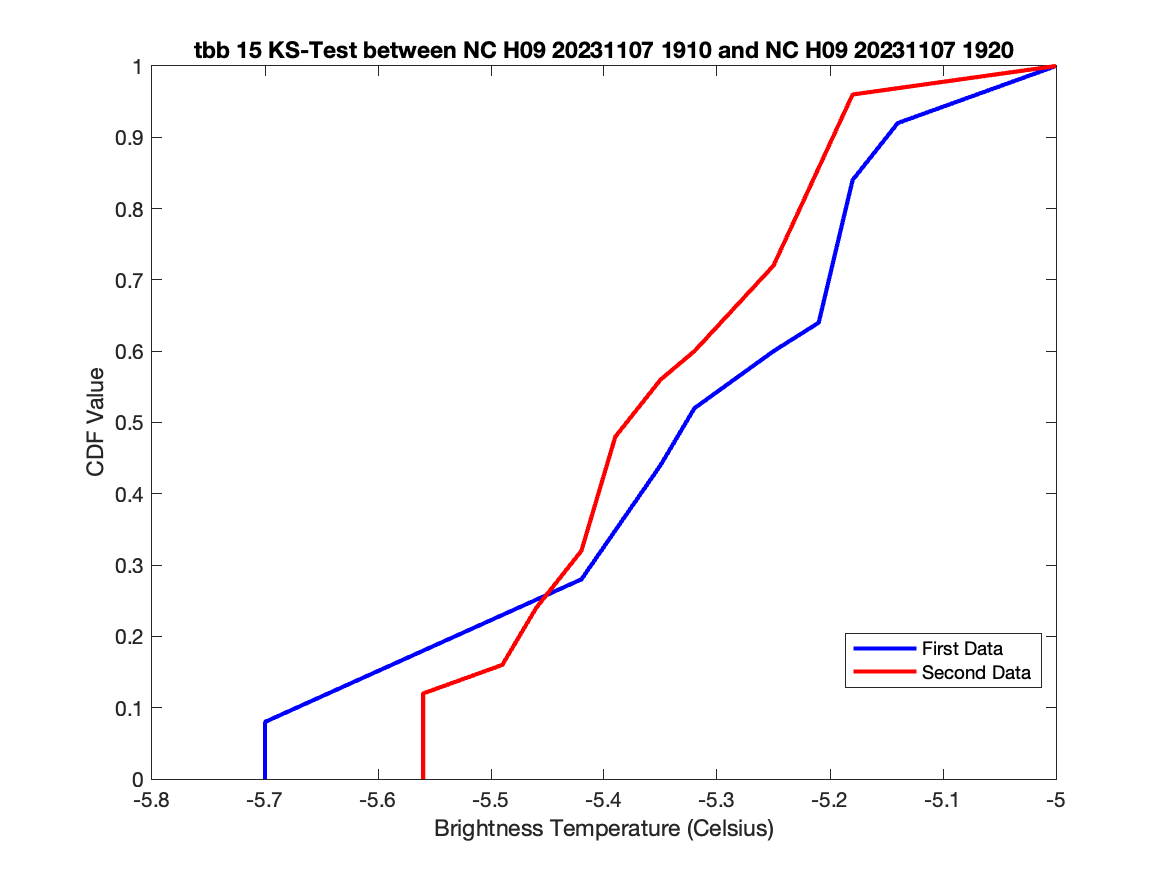 tbb 15 KS-Test between NC H09 20231107 1910 and NC H09 20231107 1920
1
0.9
0.8
0.7
0.6
0.5
0.4
0.3
0.2
0.1
0
CDF Value
First Data
Second Data
-5.8 -5.7 -5.6 -5.5 -5.4 -5.3 -5.2 -5.1 -5
Brightness Temperature (Celsius)